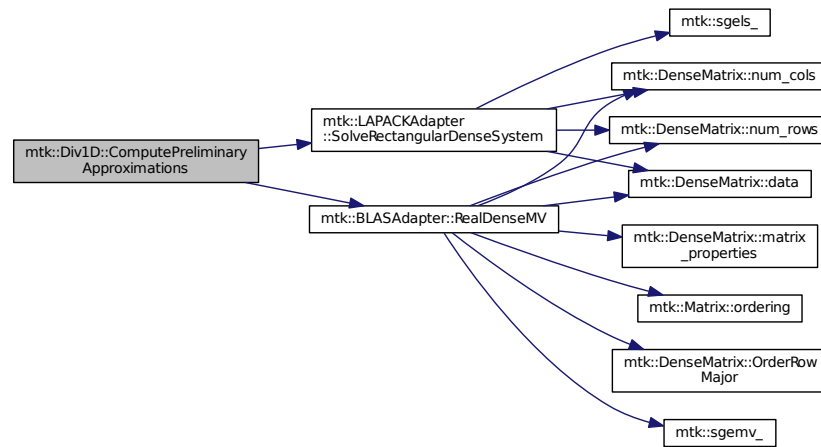 mtk::Div1D::ComputePreliminary
Approximations
mtk::LAPACKAdapter
::SolveRectangularDenseSystem
mtk::BLASAdapter::RealDenseMV
mtk::sgels_
mtk::DenseMatrix::num_cols
mtk::DenseMatrix::num_rows
mtk::DenseMatrix::data
mtk::DenseMatrix::matrix
_properties
mtk::Matrix::ordering
mtk::DenseMatrix::OrderRow
Major
mtk::sgemv_